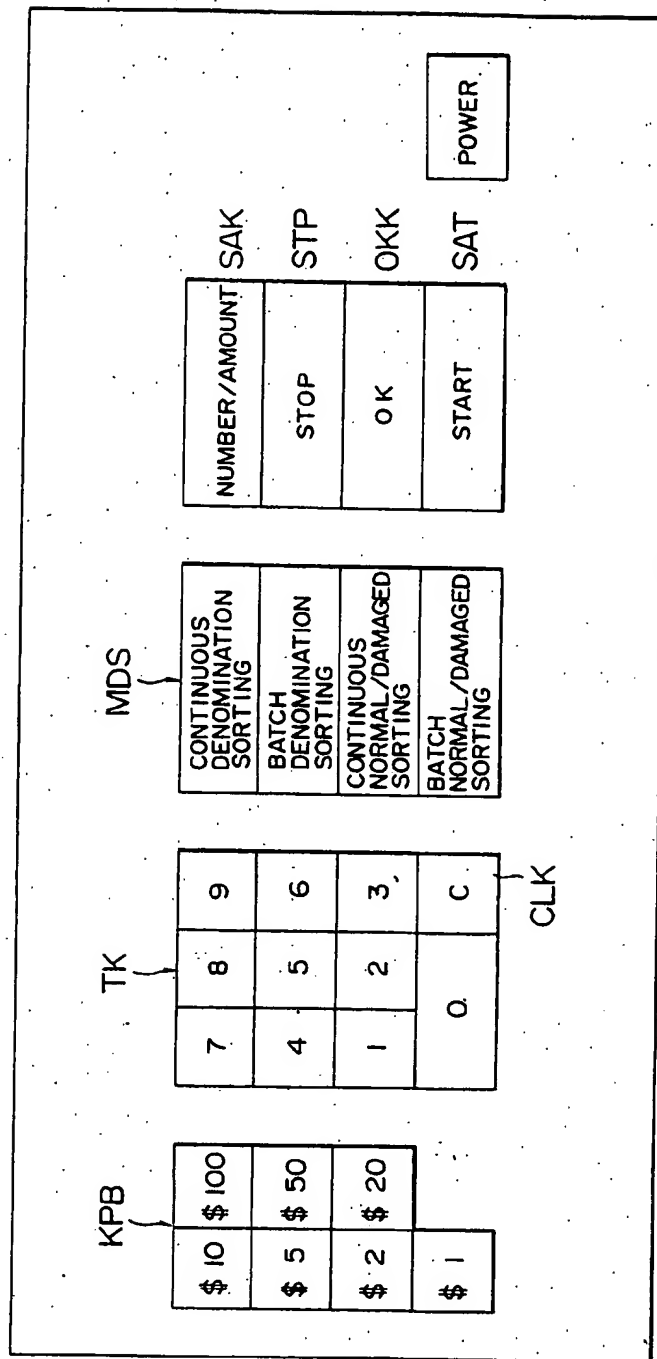 KPB
$10 $100
$5 $50
$2 $20
$1
TK
7 8 9
4 5 6
1 2 3
0 C
CLK
MDS
CONTINUOUS
DENOMINATION
SORTING
BATCH
DENOMINATION
SORTING
CONTINUOUS
NORMAL/DAMAGED
SORTING
BATCH
NORMAL/DAMAGED
SORTING
NUMBER/AMOUNT SAK
STOP STP
OK OKK
START SAT
POWER